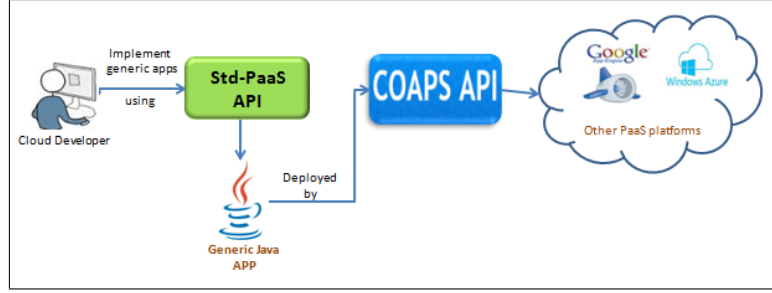 Implement
generic apps
using
Cloud Developer
Std-PaaS
API
Generic Java
APP
Deployed
by
COAPS API
Google
App Engine
Windows Azure
Other PaaS platforms